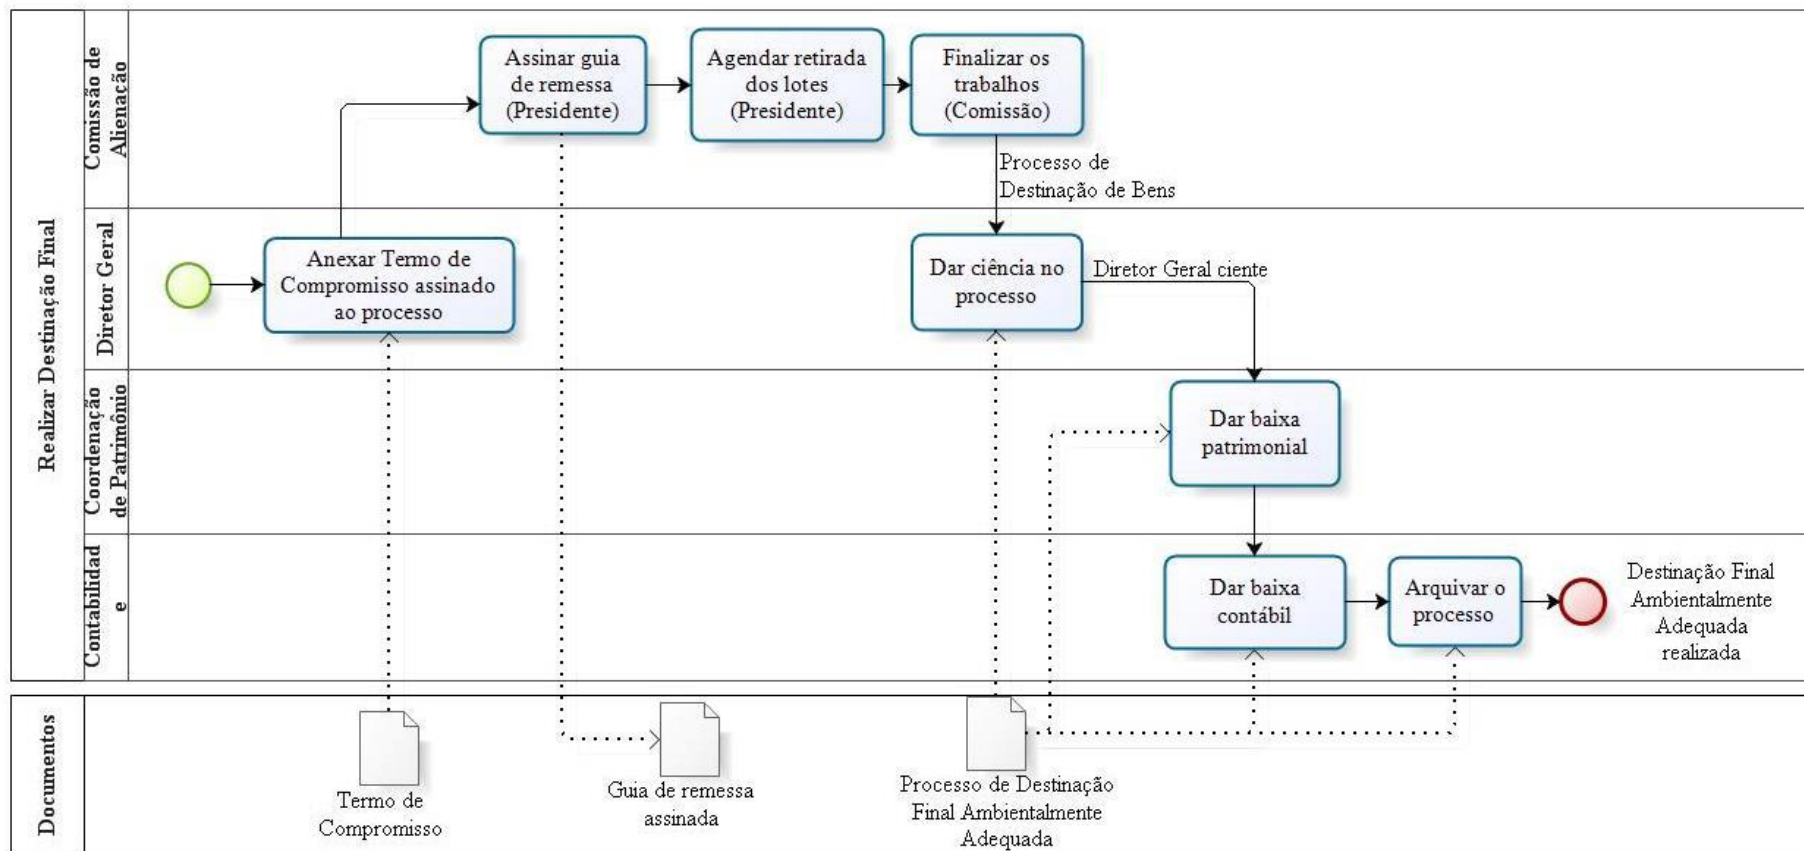 Realizar Destinação Final
Comissão de
Alienação
Assinar guia
de remessa
(Presidente)
Agendar retirada
dos lotes
(Presidente)
Finalizar os
trabalhos
(Comissão)
Processo de
Destinação de Bens
Diretor Geral
Anexar Termo de
Compromisso assinado
ao processo
Dar ciência no
processo
Diretor Geral ciente
Coordenação
de Patrimônio
Dar baixa
patrimonial
Contabilidad
e
Dar baixa
contábil
Arquivar o
processo
Destinação Final
Ambientalmente
Adequada
realizada
Documentos
Termo de
Compromisso
Guia de remessa
assinada
Processo de Destinação
Final Ambientalmente
Adequada